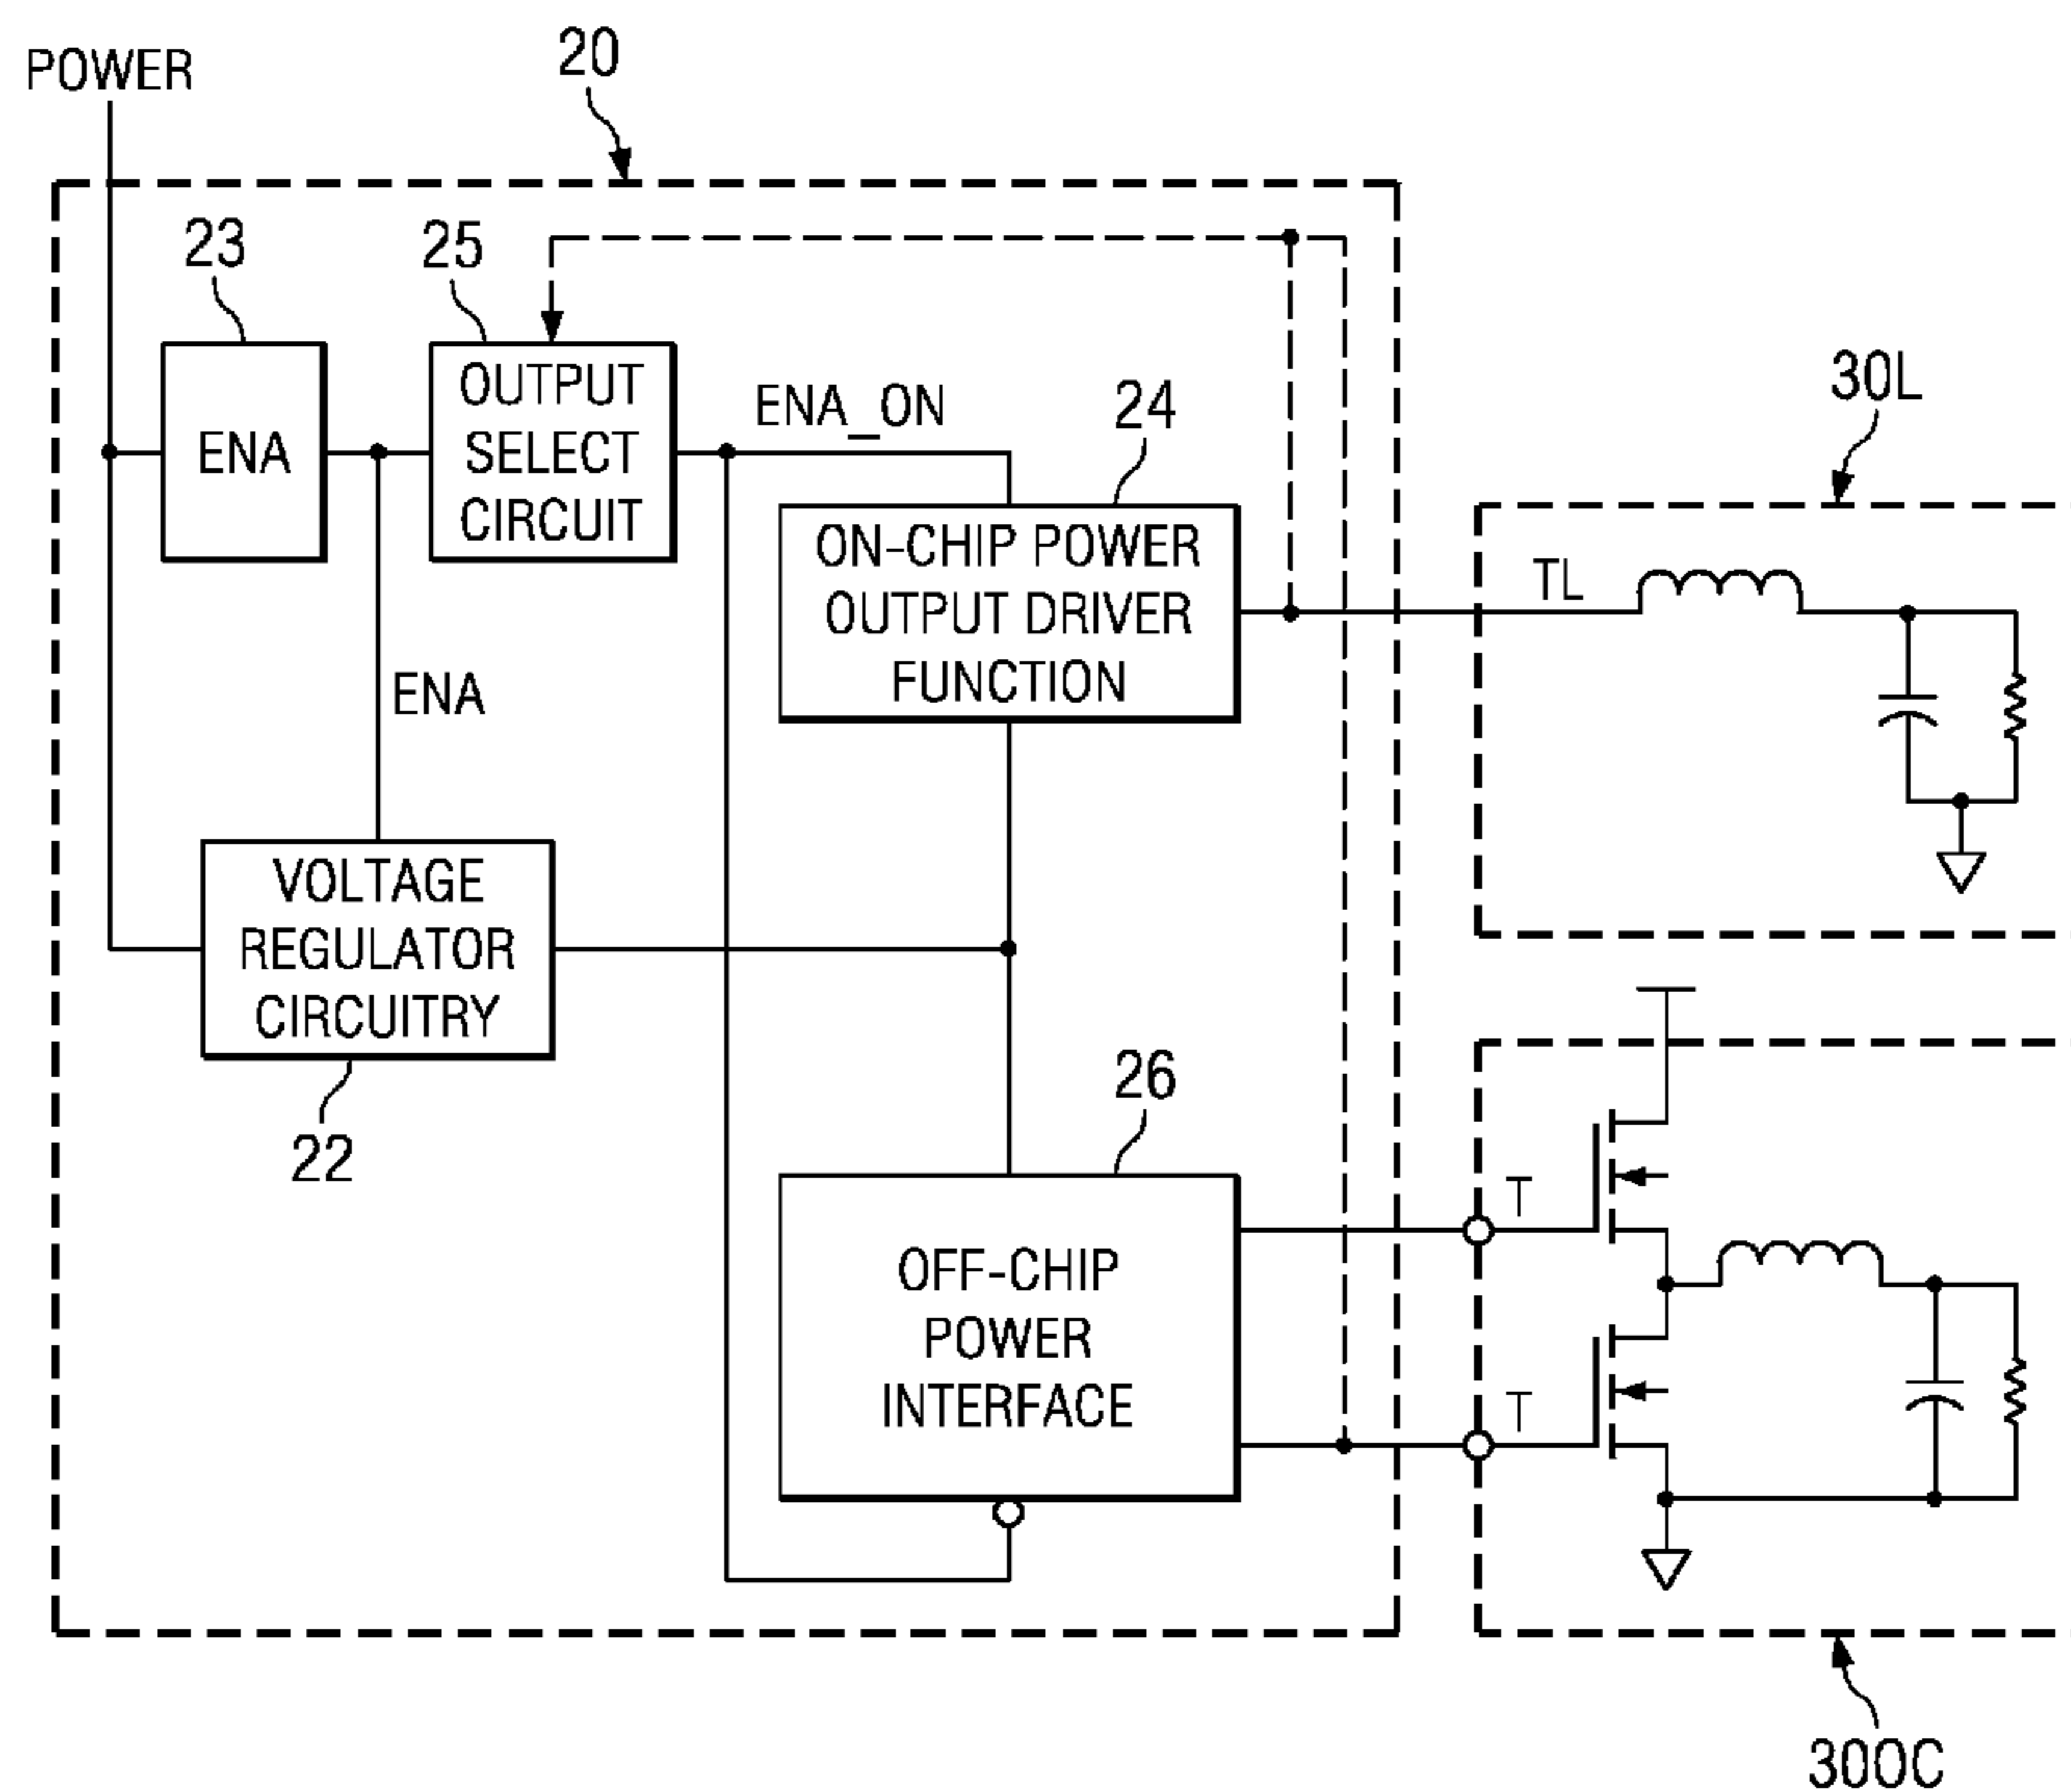 POWER
20
23
25
ENA
OUTPUT
SELECT
CIRCUIT
ENA_ON
24
30L
ON-CHIP POWER
OUTPUT DRIVER
FUNCTION
TL
ENA
VOLTAGE
REGULATOR
CIRCUITRY
22
26
OFF-CHIP
POWER
INTERFACE
T
T
30OC